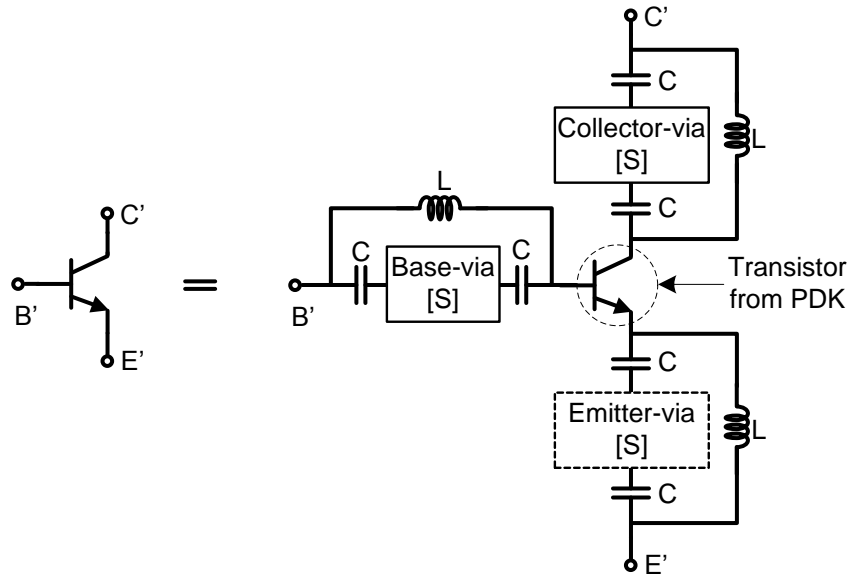 C'
C
Collector-via
[S]
L
C
C'
B'
E'
=
L
C
Base-via
[S]
C
B'
Transistor
from PDK
C
Emitter-via
[S]
L
C
E'